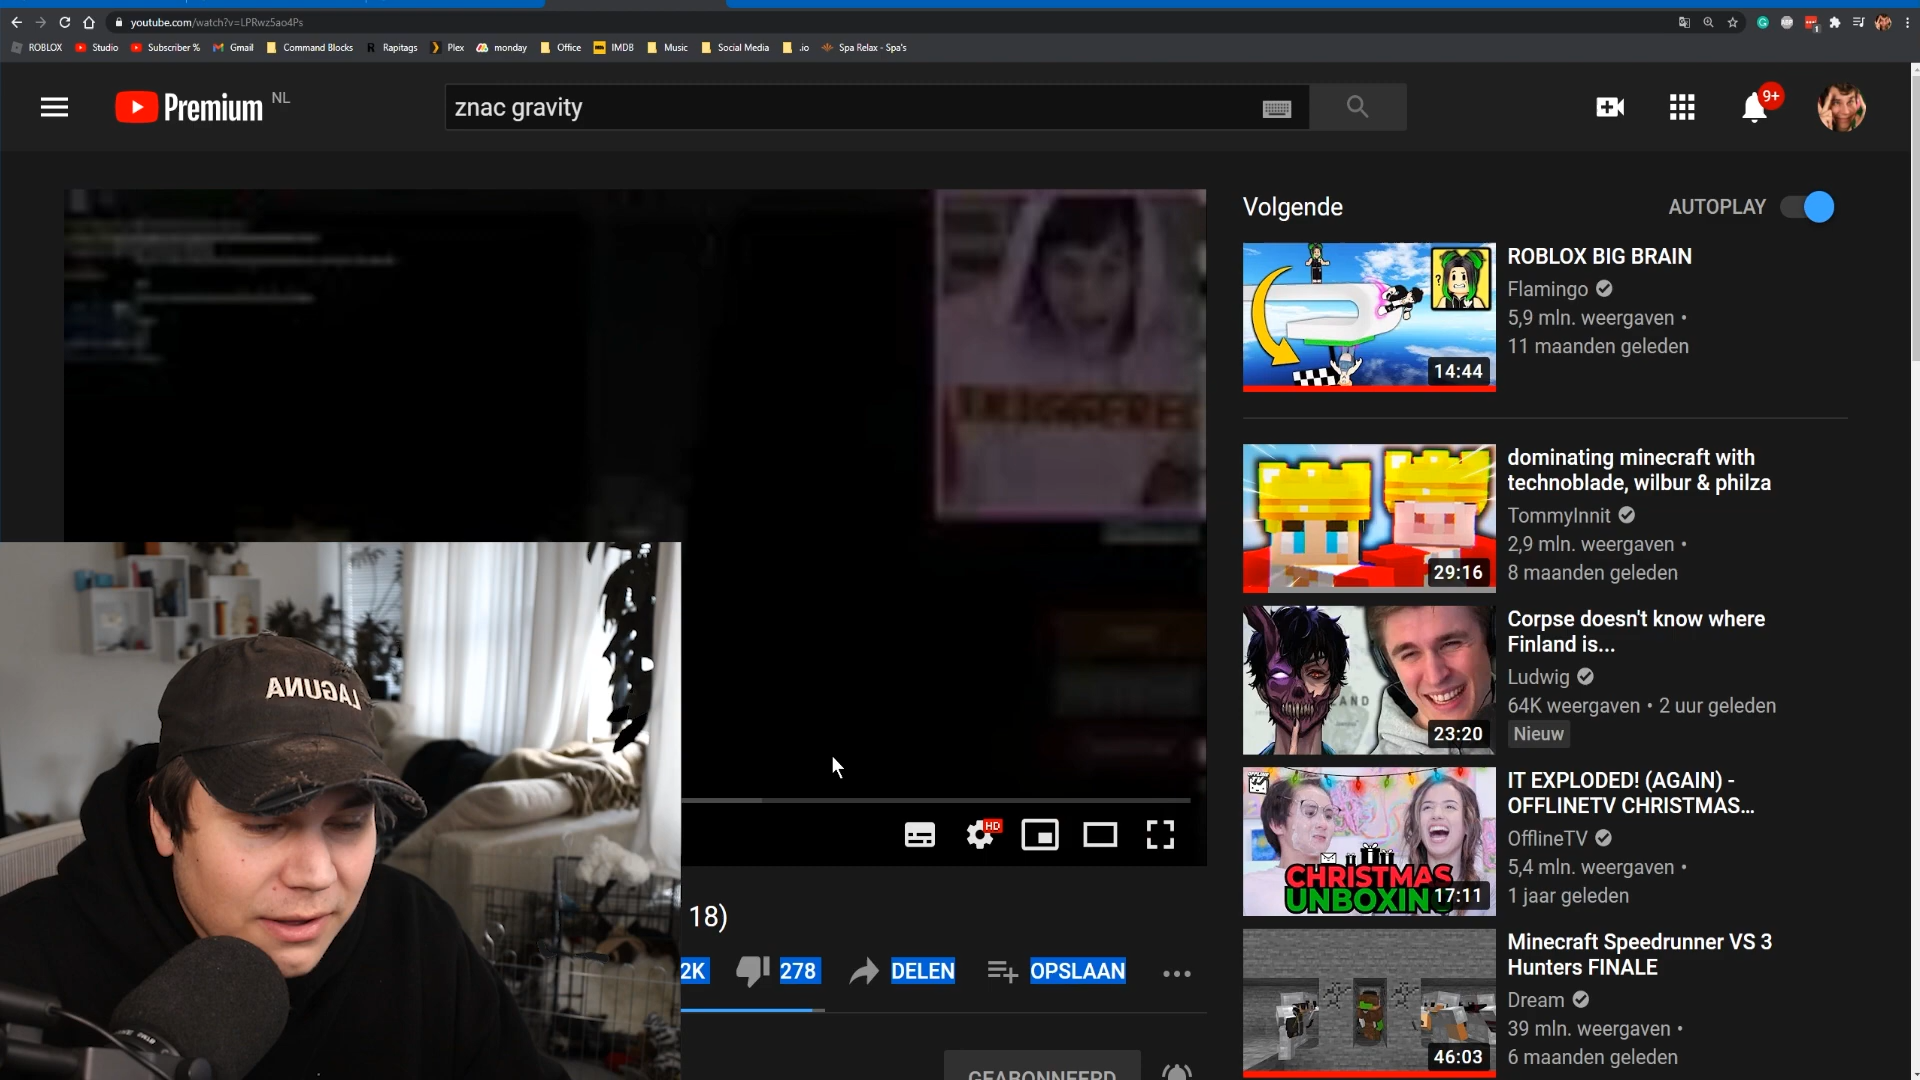 youtube.com/watch?v=LPRwz5ao4Ps
ROBLOX Studio Subscriber % Gmail Command Blocks Rapitags Plex monday Office IMDB Music Social Media .io Spa Relax - Spa's
Premium NL
znac gravity
9+
Volgende
AUTOPLAY
14:44
ROBLOX BIG BRAIN
Flamingo
5,9 mln. weergaven •
11 maanden geleden
29:16
dominating minecraft with
technoblade, wilbur & philza
TommyInnit
2,9 mln. weergaven •
8 maanden geleden
23:20
Corpse doesn't know where
Finland is...
Ludwig
64K weergaven • 2 uur geleden
Nieuw
CHRISTMAS
UNBOXING
17:11
IT EXPLODED! (AGAIN) -
OFFLINETV CHRISTMAS...
OfflineTV
5,4 mln. weergaven •
1 jaar geleden
46:03
Minecraft Speedrunner VS 3
Hunters FINALE
Dream
39 mln. weergaven •
6 maanden geleden
TRIGGERED
LAGUNA
HD
18)
2K 278 DELEN OPSLAAN
GEABONNEERD